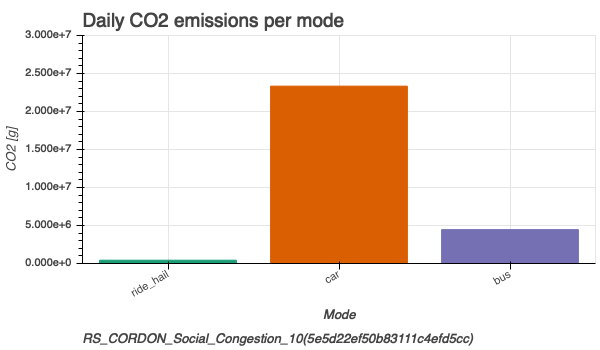 Daily CO2 emissions per mode
3.000e+7
2.500e+7
2.000e+7
1.500e+7
1.000e+7
5.000e+6
0.000e+0
CO2 [g]
ride_hail
car
bus
Mode
RS_CORDON_Social_Congestion_10(5e5d22ef50b83111c4efd5cc)